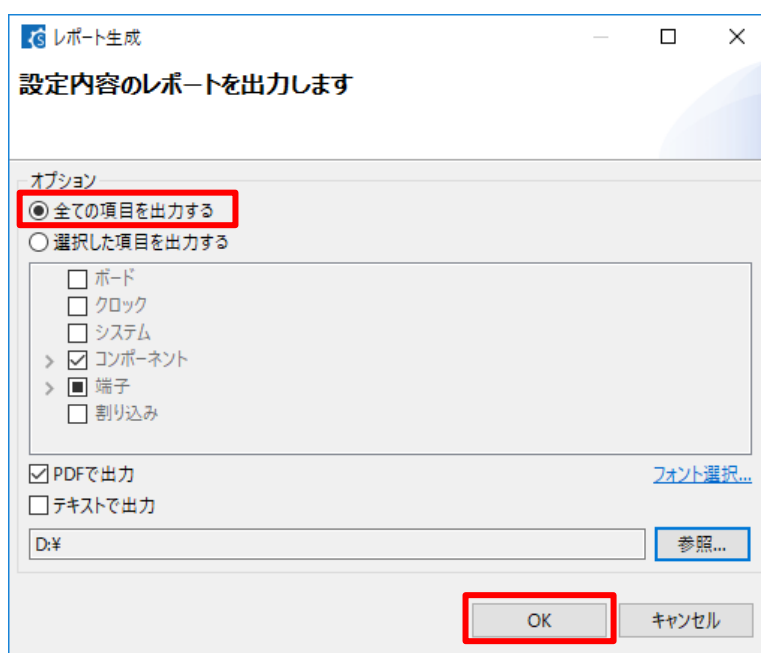 レポート生成
設定内容のレポートを出力します
オプション
全ての項目を出力する
選択した項目を出力する
ボード
クロック
システム
コンポーネント
端子
割り込み
PDFで出力
フォント選択...
テキストで出力
D:¥
参照...
OK
キャンセル